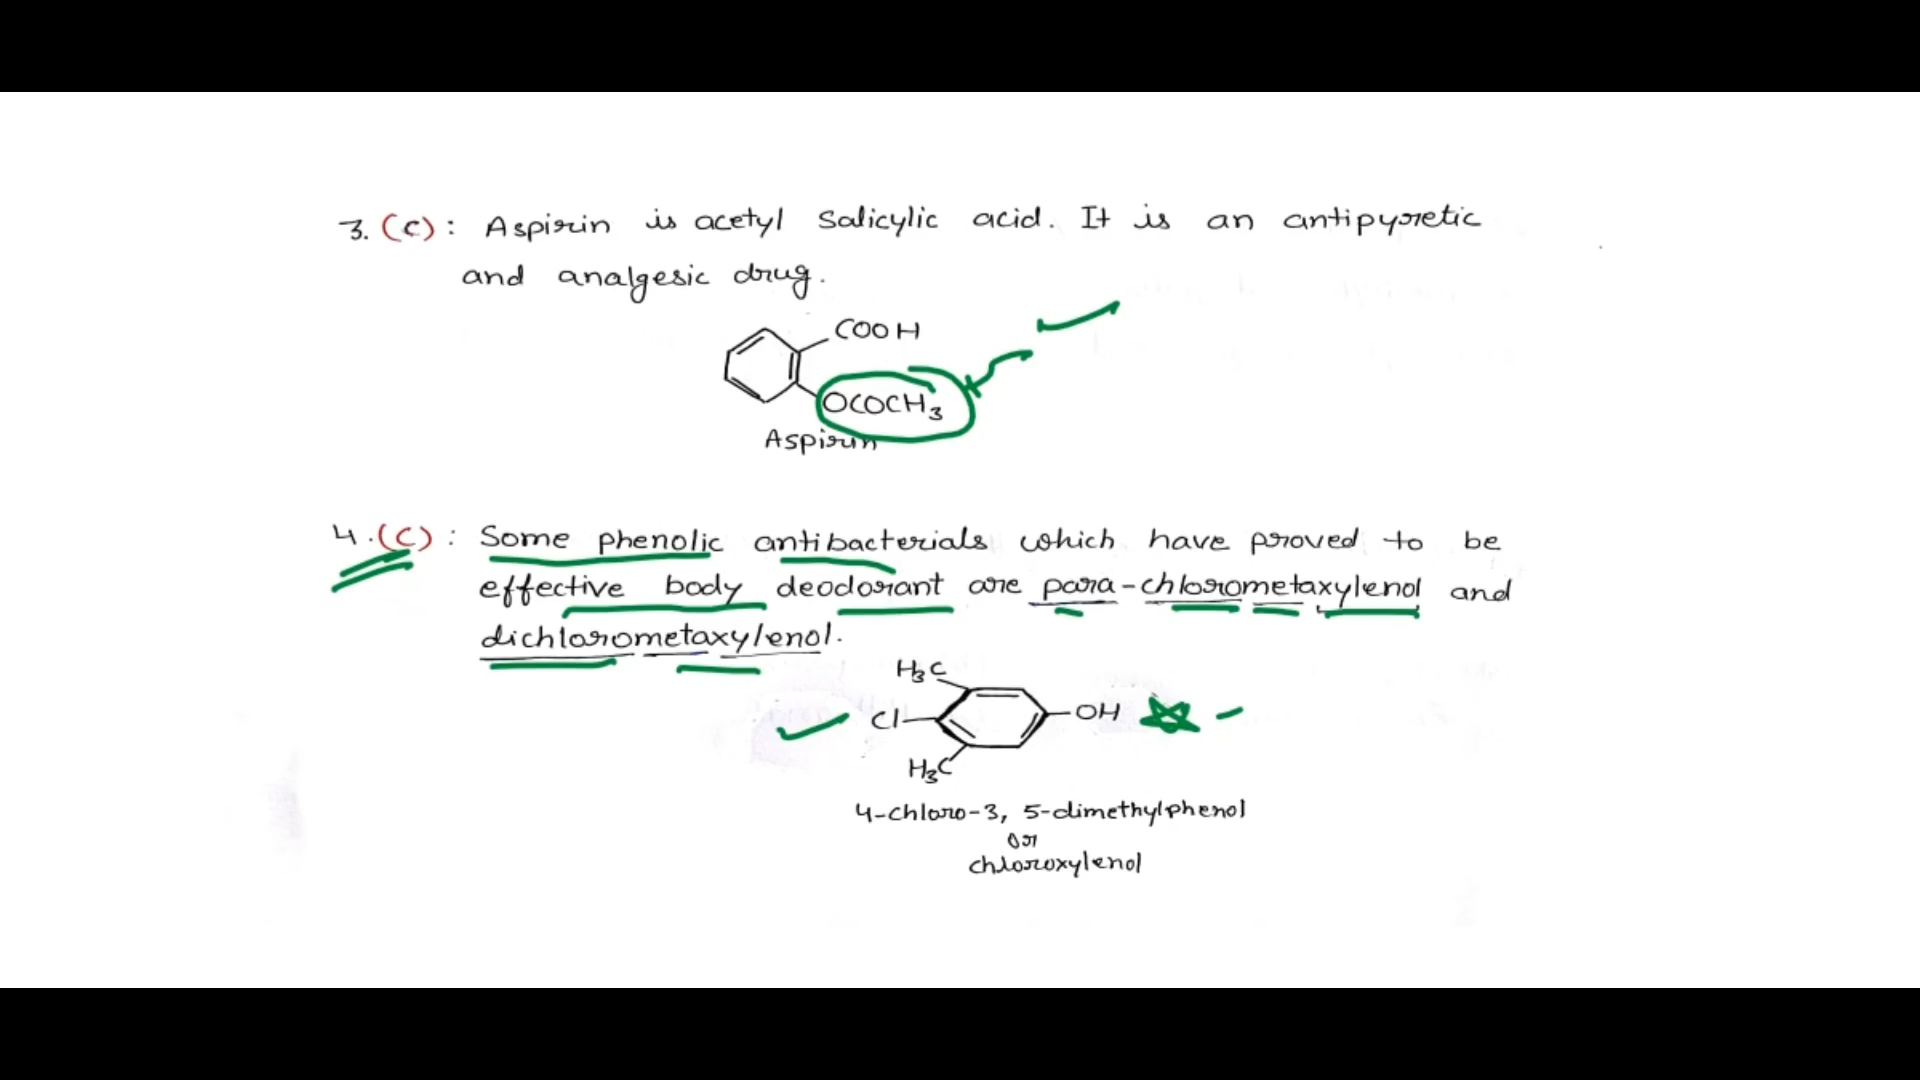 3. (c) : Aspirin is acetyl salicylic acid. It is an antipyretic
and analgesic drug.
COOH
OCOCH3
Aspirin
4. (C) : Some phenolic antibacterials which have proved to be
effective body deodorant are para-chlorometaxylenol and
dichlorometaxylenol.
H3C
Cl
OH
H3C
4-chloro-3, 5-dimethylphenol
or
chloroxylenol